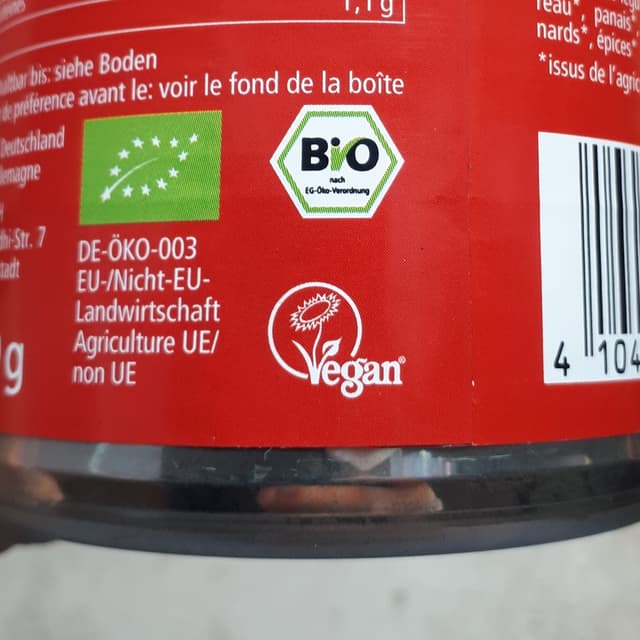 1,1 g
haltbar bis: siehe Boden
de préférence avant le: voir le fond de la boîte
Deutschland
7
DE-ÖKO-003
EU-/Nicht-EU-
Landwirtschaft
Agriculture UE/
non UE
g
BiO
nach
EG-Öko-Verordnung
Vegan®
panais
nards*, épices*
*issus de l'agric
4 104